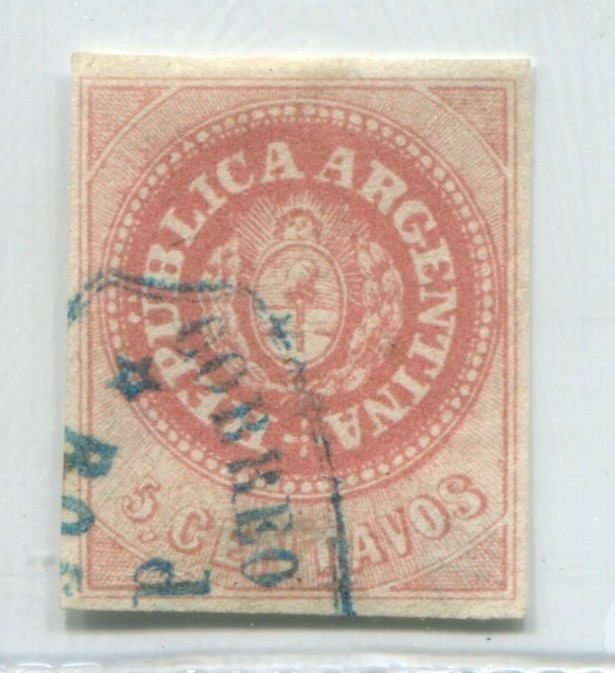 REPUBLICA ARGENTINA
5. CENTAVOS
CORREO